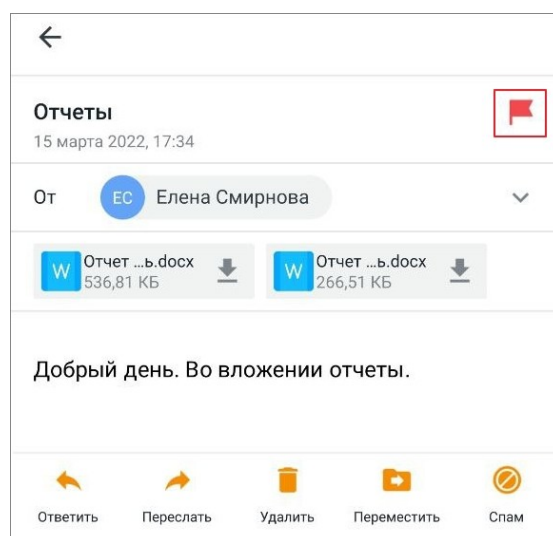 Отчеты
15 марта 2022, 17:34
От ЕС Елена Смирнова
W Отчет ...ь.docx W Отчет ...ь.docx
536,81 КБ 266,51 КБ
Добрый день. Во вложении отчеты.
Ответить Переслать Удалить Переместить Спам